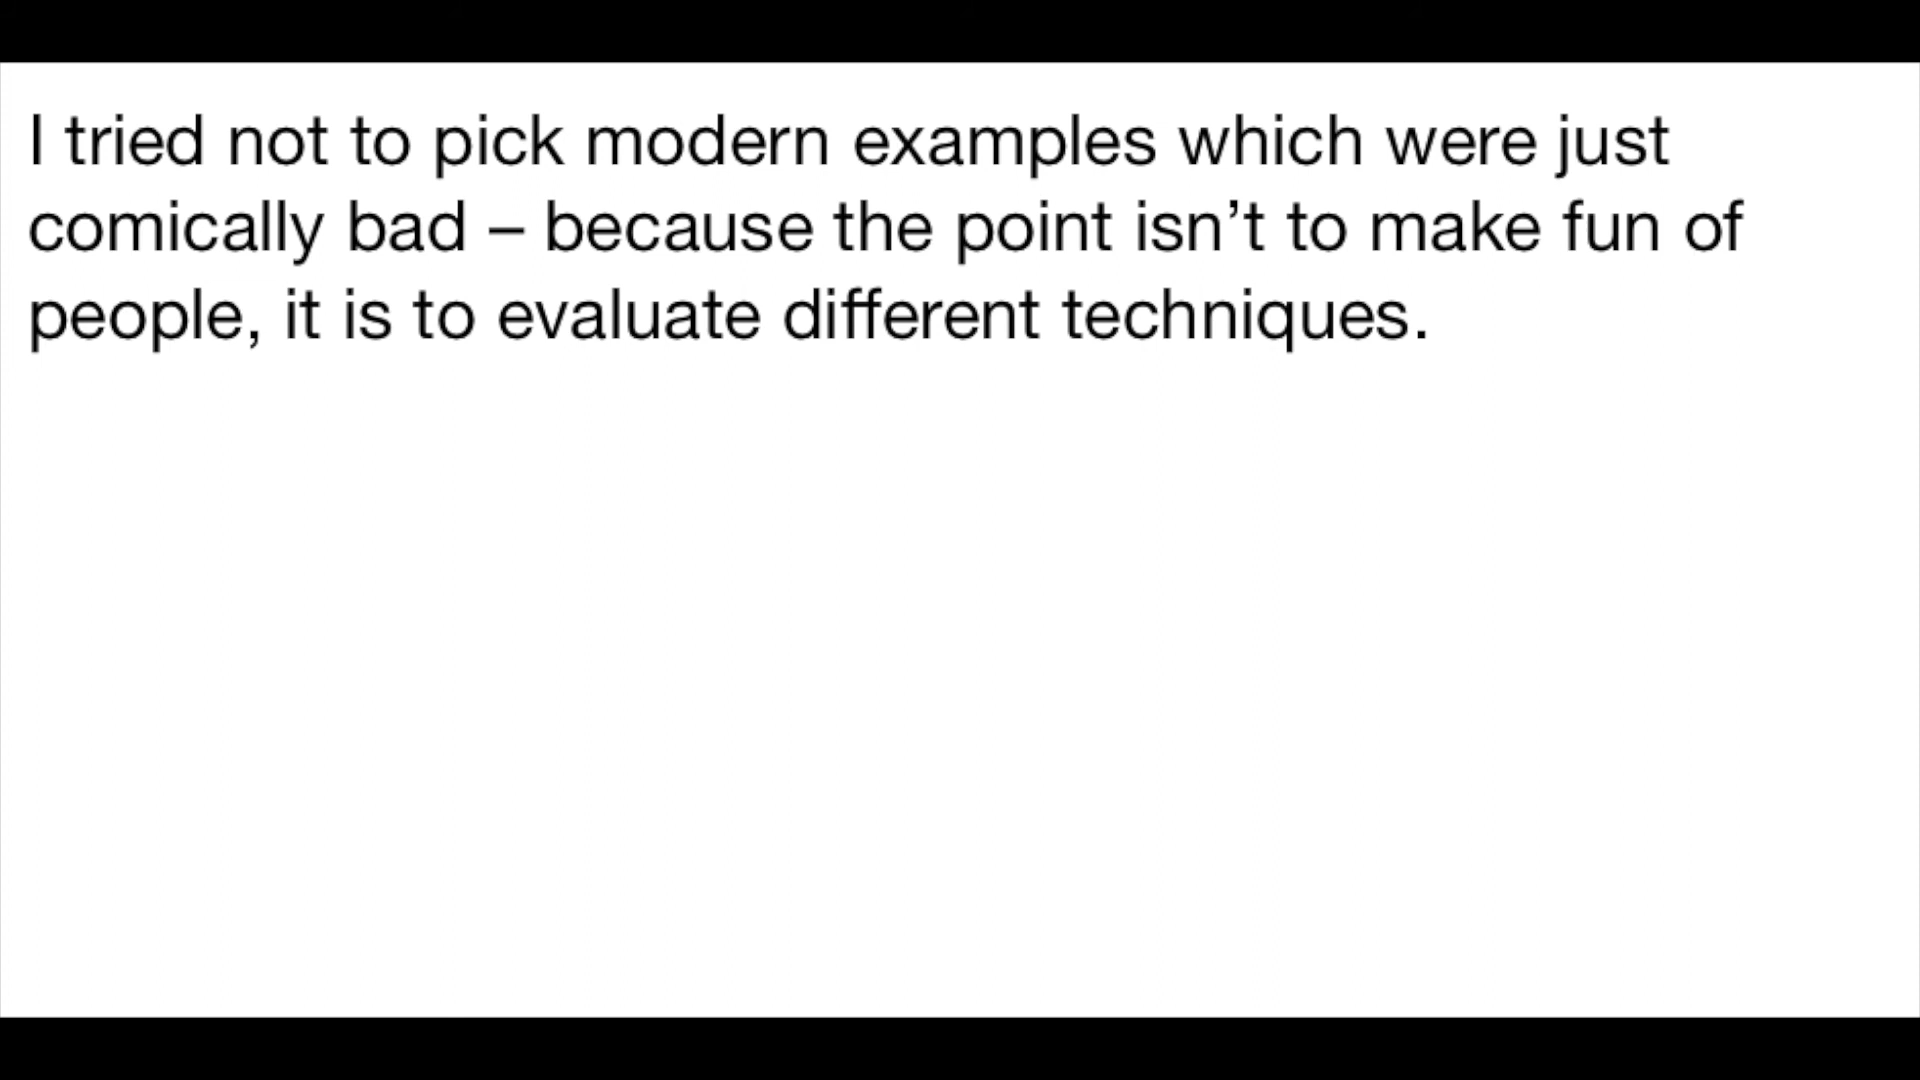 I tried not to pick modern examples which were just
comically bad – because the point isn’t to make fun of
people, it is to evaluate different techniques.